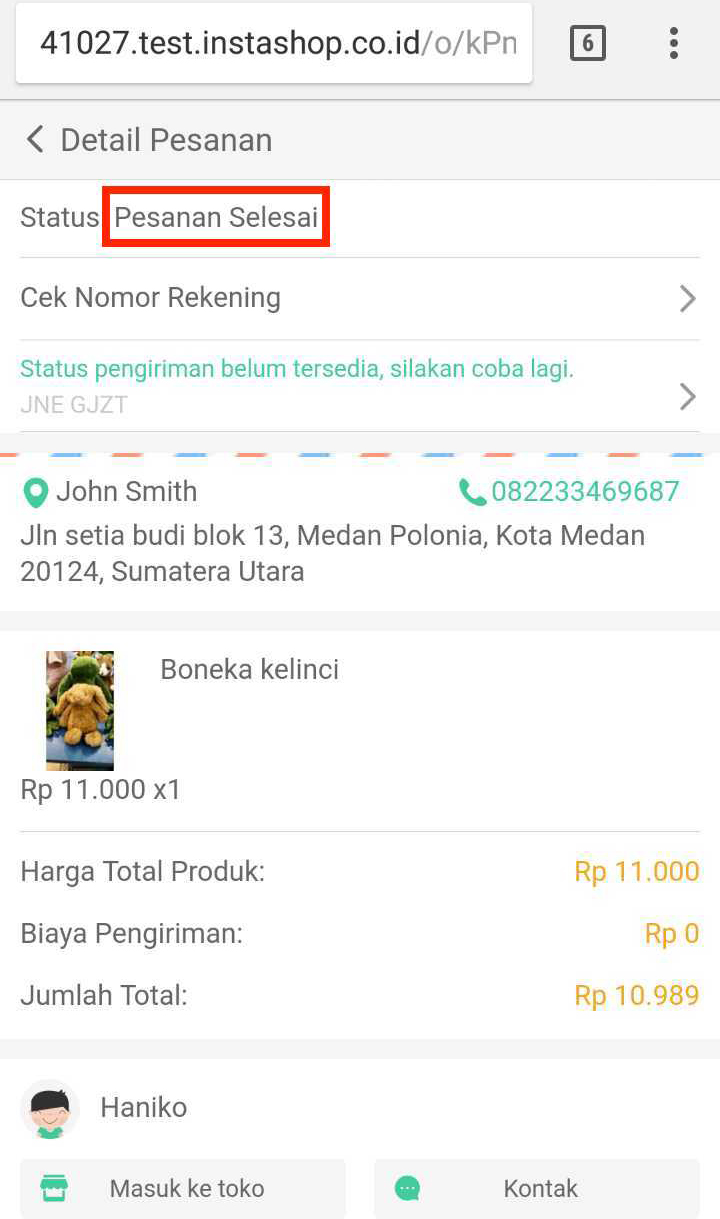 41027.test.instashop.co.id/o/kPn
6
Detail Pesanan
Status Pesanan Selesai
Cek Nomor Rekening
Status pengiriman belum tersedia, silakan coba lagi.
JNE GJZT
John Smith 082233469687
Jln setia budi blok 13, Medan Polonia, Kota Medan
20124, Sumatera Utara
Boneka kelinci
Rp 11.000 x1
Harga Total Produk: Rp 11.000
Biaya Pengiriman: Rp 0
Jumlah Total: Rp 10.989
Haniko
Masuk ke toko Kontak